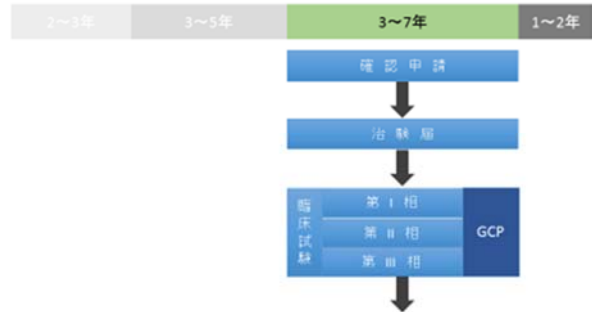 2～3年
3～5年
3～7年
1～2年
確認申請
治験届
臨床試験
第Ⅰ相
第Ⅱ相
第Ⅲ相
GCP